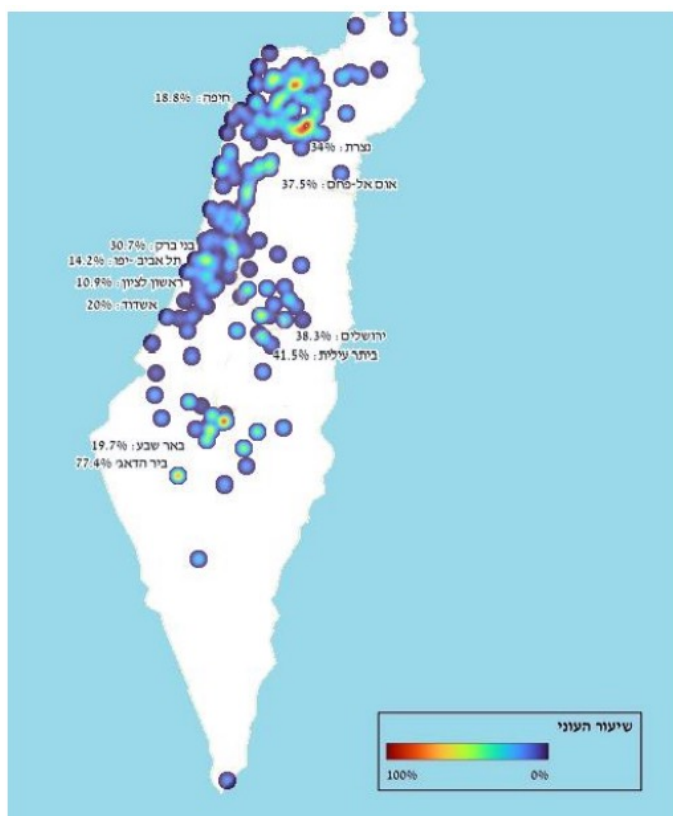 חיפה: 18.8%
נצרת: 34%
אום אל-פחם: 37.5%
בני ברק: 30.7%
תל אביב -יפו: 14.2%
ראשון לציון: 10.9%
אשדוד: 20%
ירושלים: 38.3%
ביתר עילית: 41.5%
באר שבע: 19.7%
ביר הדאג' 77.4%
שיעור העוני
100% 0%